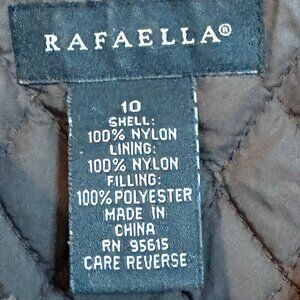 RAFAELLA®
10
SHELL:
100% NYLON
LINING:
100% NYLON
FILLING:
100% POLYESTER
MADE IN
CHINA
RN 95615
CARE REVERSE